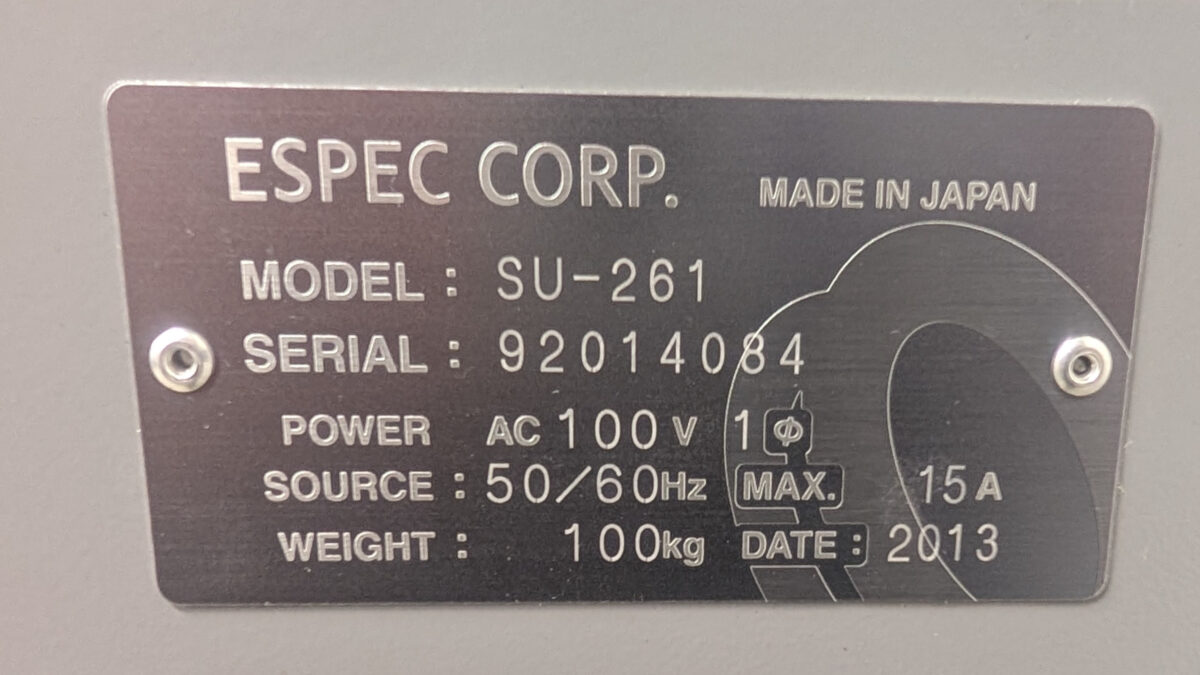 ESPEC CORP. MADE IN JAPAN
MODEL : SU-261
SERIAL : 92014084
POWER AC 100 V 1 Φ
SOURCE : 50/60Hz MAX. 15 A
WEIGHT : 100kg DATE : 2013